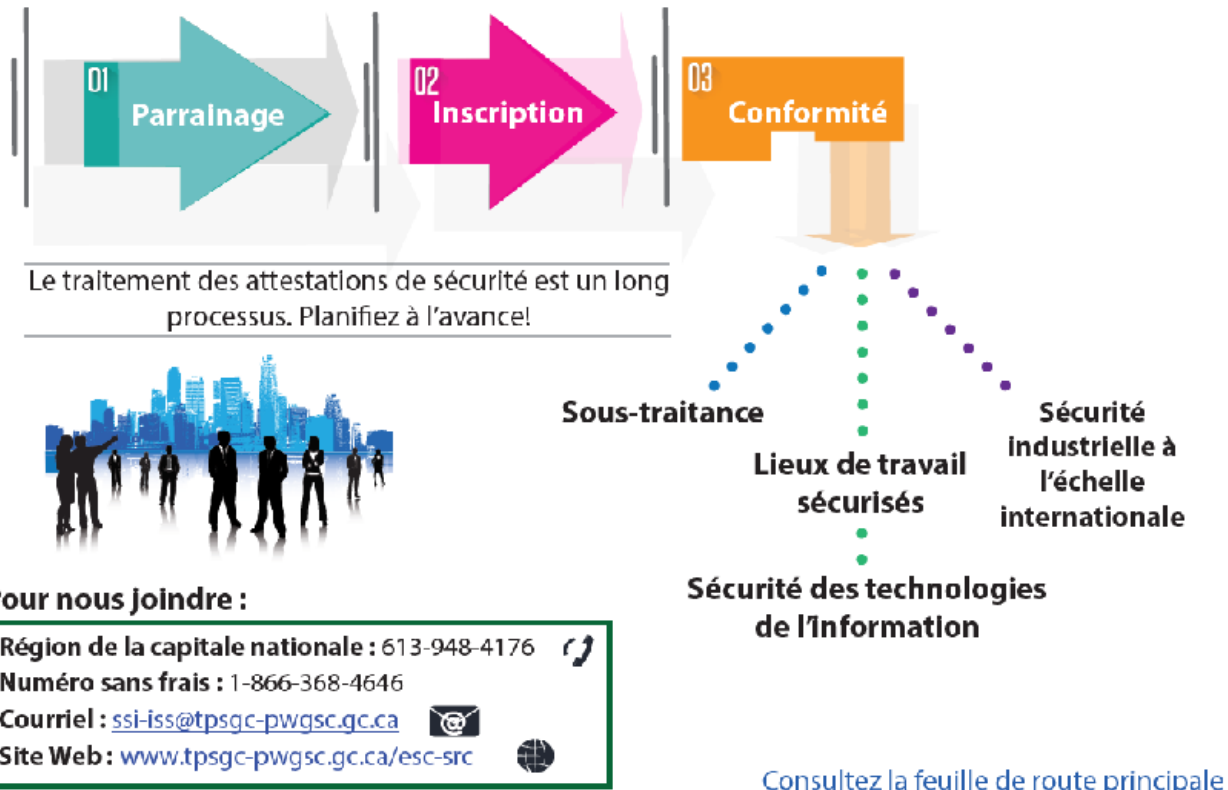 01
Parrainage
02
Inscription
03
Conformité
Le traitement des attestations de sécurité est un long
processus. Planifiez à l'avance!
Sous-traitance
Lieux de travail
sécurisés
Sécurité
industrielle à
l'échelle
internationale
Sécurité des technologies
de l'information
Pour nous joindre :
Région de la capitale nationale : 613-948-4176
Numéro sans frais : 1-866-368-4646
Courriel : ssi-iss@tpsgc-pwgsc.gc.ca
@
Site Web : www.tpsgc-pwgsc.gc.ca/esc-src
Consultez la feuille de route principale